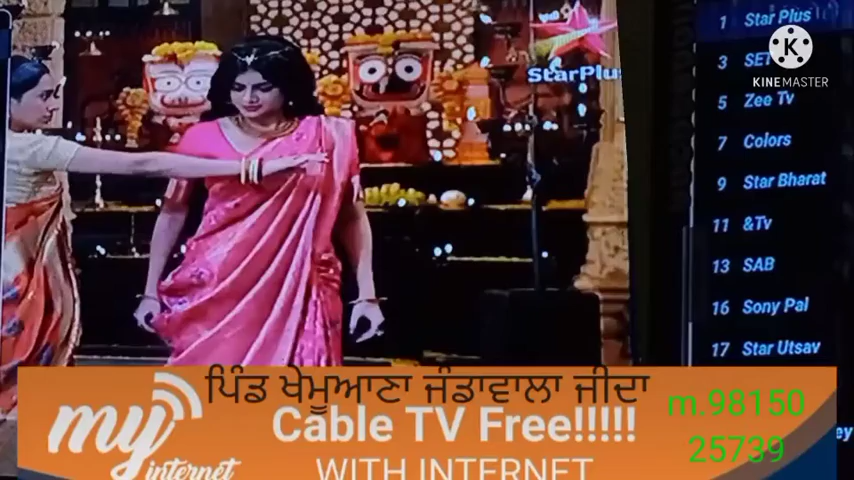 StarPlus
1 Star Plus
3 SET
5 Zee Tv
7 Colors
9 Star Bharat
11 &Tv
13 SAB
16 Sony Pal
17 Star Utsav
K
KINEMASTER
ਪਿੰਡ ਖੇਮੂਆਣਾ ਜੰਡਾਵਾਲਾ ਜੀਦਾ
my internet
Cable TV Free!!!!!
WITH INTERNET
m.98150
25739